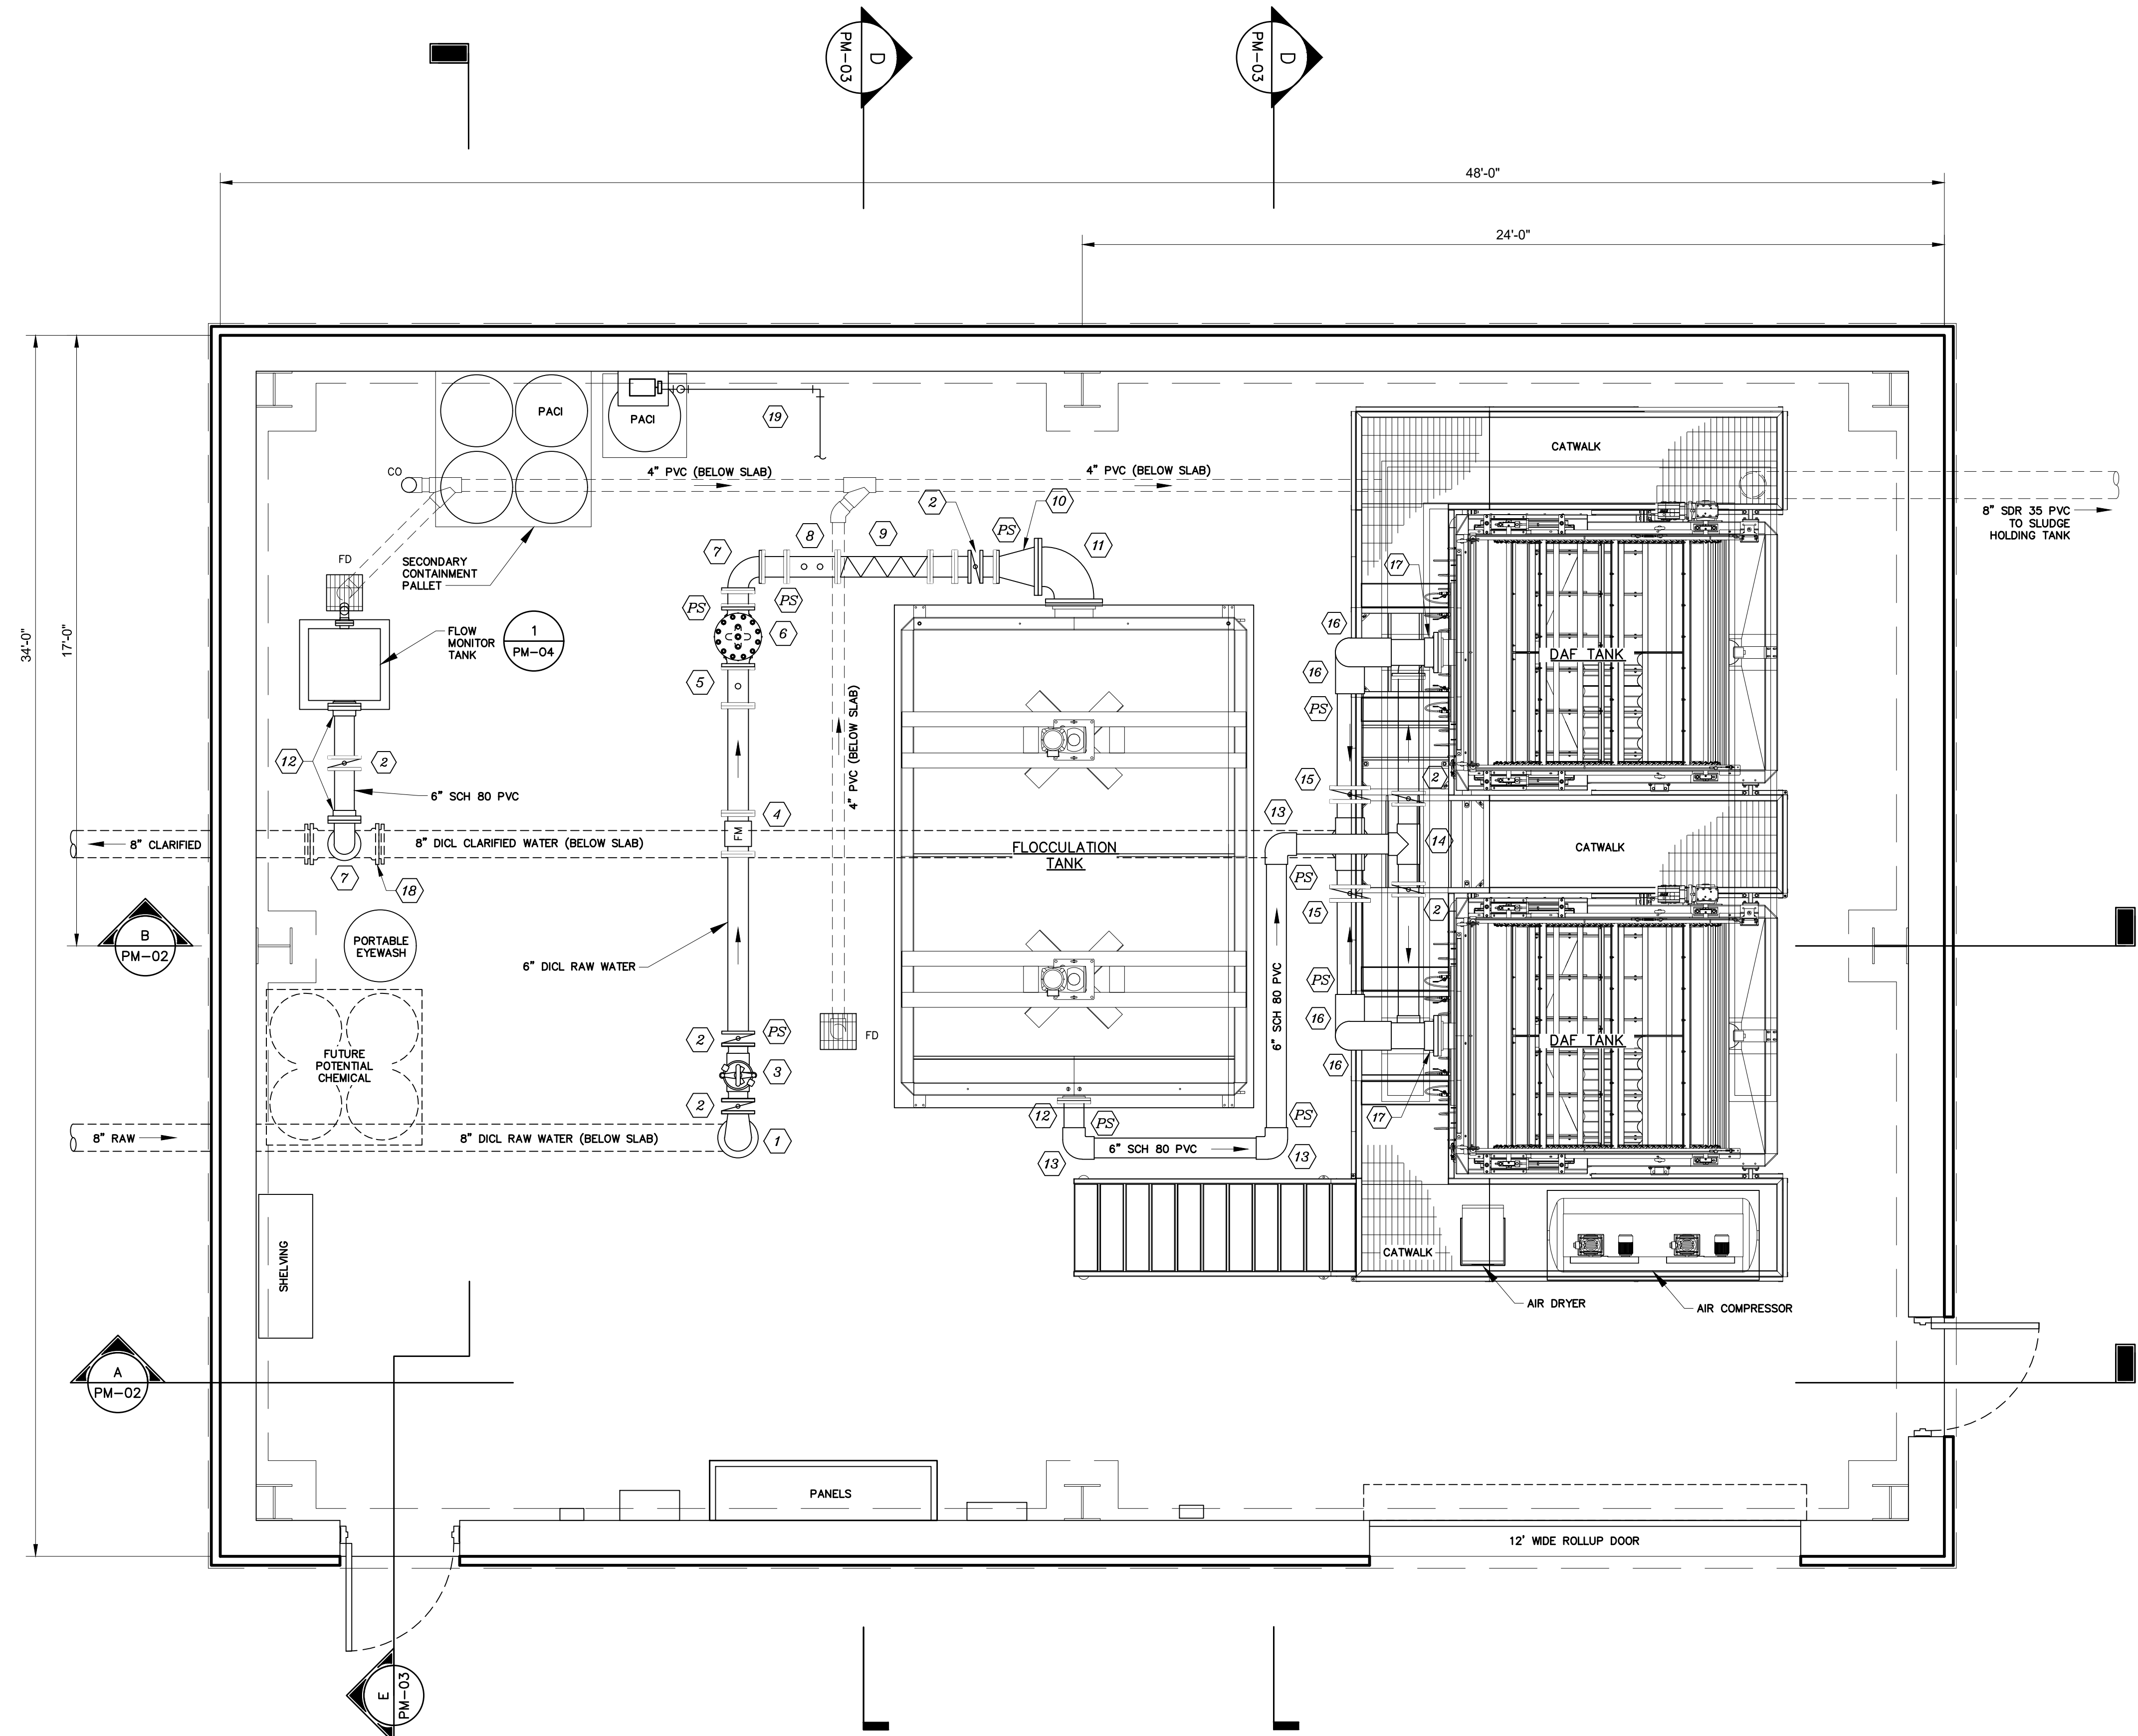 D
PM-03
D
PM-03
48'-0"
24'-0"
34'-0"
17'-0"
PACl
PACl
19
CATWALK
CO
4" PVC (BELOW SLAB)
4" PVC (BELOW SLAB)
8" SDR 35 PVC
TO SLUDGE
HOLDING TANK
2
PS
10
8
9
7
11
FD
SECONDARY
CONTAINMENT
PALLET
17
PS
PS
6
16
FLOW
MONITOR
TANK
1
PM-04
DAF TANK
16
5
PS
4" PVC (BELOW SLAB)
12
2
15
2
6" SCH 80 PVC
4
13
FM
8" CLARIFIED
8" DICL CLARIFIED WATER (BELOW SLAB)
FLOCCULATION
TANK
14
CATWALK
7
18
PS
15
2
B
PM-02
PORTABLE
EYEWASH
6" DICL RAW WATER
PS
6" SCH 80 PVC
16
FD
2
PS
DAF TANK
FUTURE
POTENTIAL
CHEMICAL
3
16
2
12
PS
PS
17
8" RAW
8" DICL RAW WATER (BELOW SLAB)
1
6" SCH 80 PVC
13
13
SHELVING
CATWALK
AIR DRYER
AIR COMPRESSOR
A
PM-02
PANELS
12' WIDE ROLLUP DOOR
E
PM-03